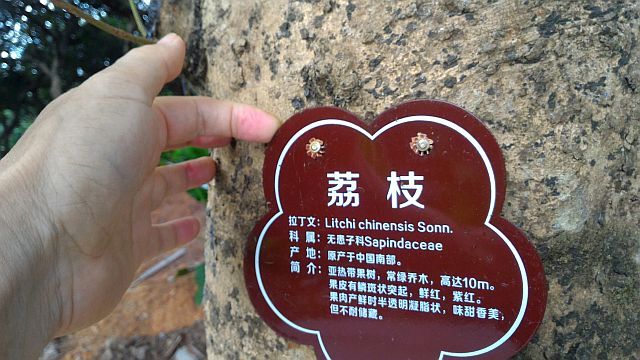 荔枝
拉丁文：Litchi chinensis Sonn.
科 属：无患子科Sapindaceae
产 地：原产于中国南部。
简 介：亚热带果树，常绿乔木，高达10m。
果皮有鳞斑状突起，鲜红，紫红。
果肉产鲜时半透明凝脂状，味甜香美，
但不耐储藏。